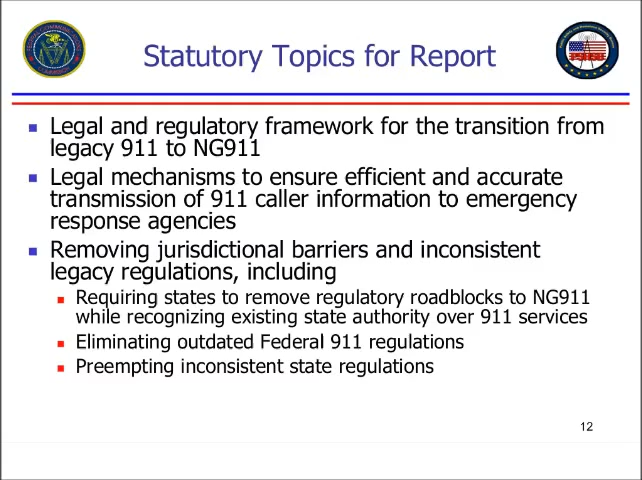 Statutory Topics for Report
Legal and regulatory framework for the transition from
legacy 911 to NG911
Legal mechanisms to ensure efficient and accurate
transmission of 911 caller information to emergency
response agencies
Removing jurisdictional barriers and inconsistent
legacy regulations, including
Requiring states to remove regulatory roadblocks to NG911
while recognizing existing state authority over 911 services
Eliminating outdated Federal 911 regulations
Preempting inconsistent state regulations
12